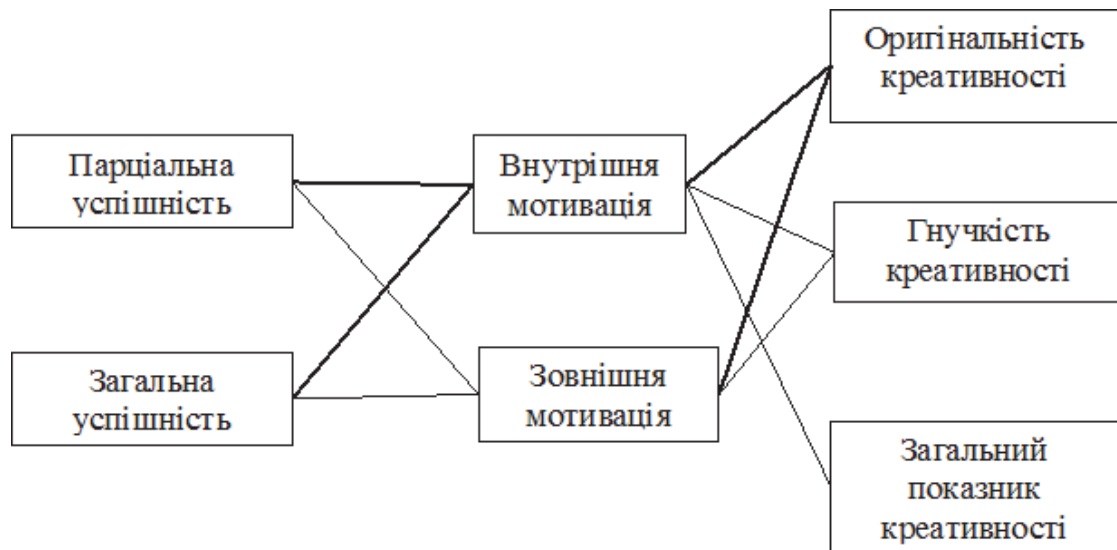 Оригінальність
креативності
Парціальна
успішність
Внутрішня
мотивація
Гнучкість
креативності
Загальна
успішність
Зовнішня
мотивація
Загальний
показник
креативності